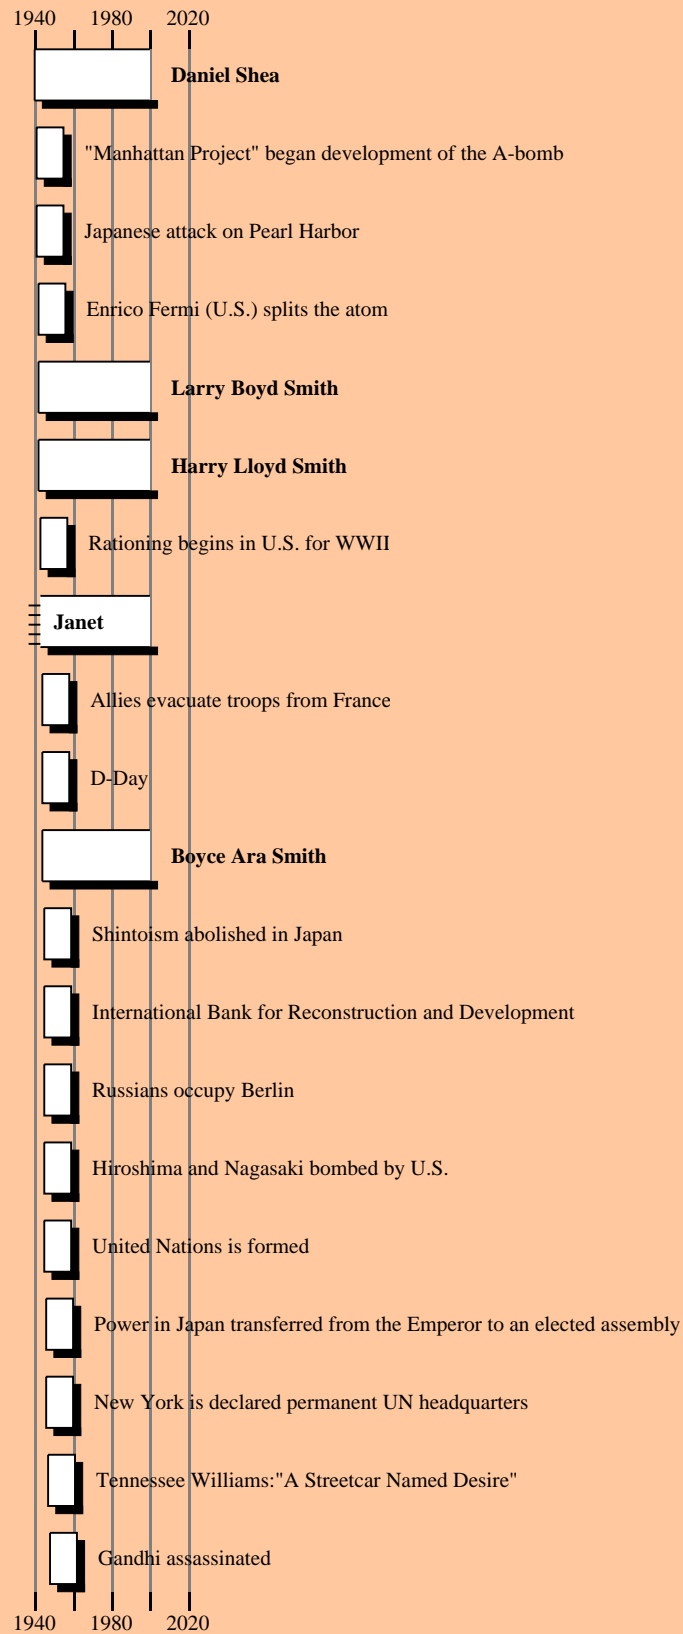 1940 1980 2020
Daniel Shea
"Manhattan Project" began development of the A-bomb
Japanese attack on Pearl Harbor
Enrico Fermi (U.S.) splits the atom
Larry Boyd Smith
Harry Lloyd Smith
Rationing begins in U.S. for WWII
Janet
Allies evacuate troops from France
D-Day
Boyce Ara Smith
Shintoism abolished in Japan
International Bank for Reconstruction and Development
Russians occupy Berlin
Hiroshima and Nagasaki bombed by U.S.
United Nations is formed
Power in Japan transferred from the Emperor to an elected assembly
New York is declared permanent UN headquarters
Tennessee Williams:"A Streetcar Named Desire"
Gandhi assassinated
1940 1980 2020